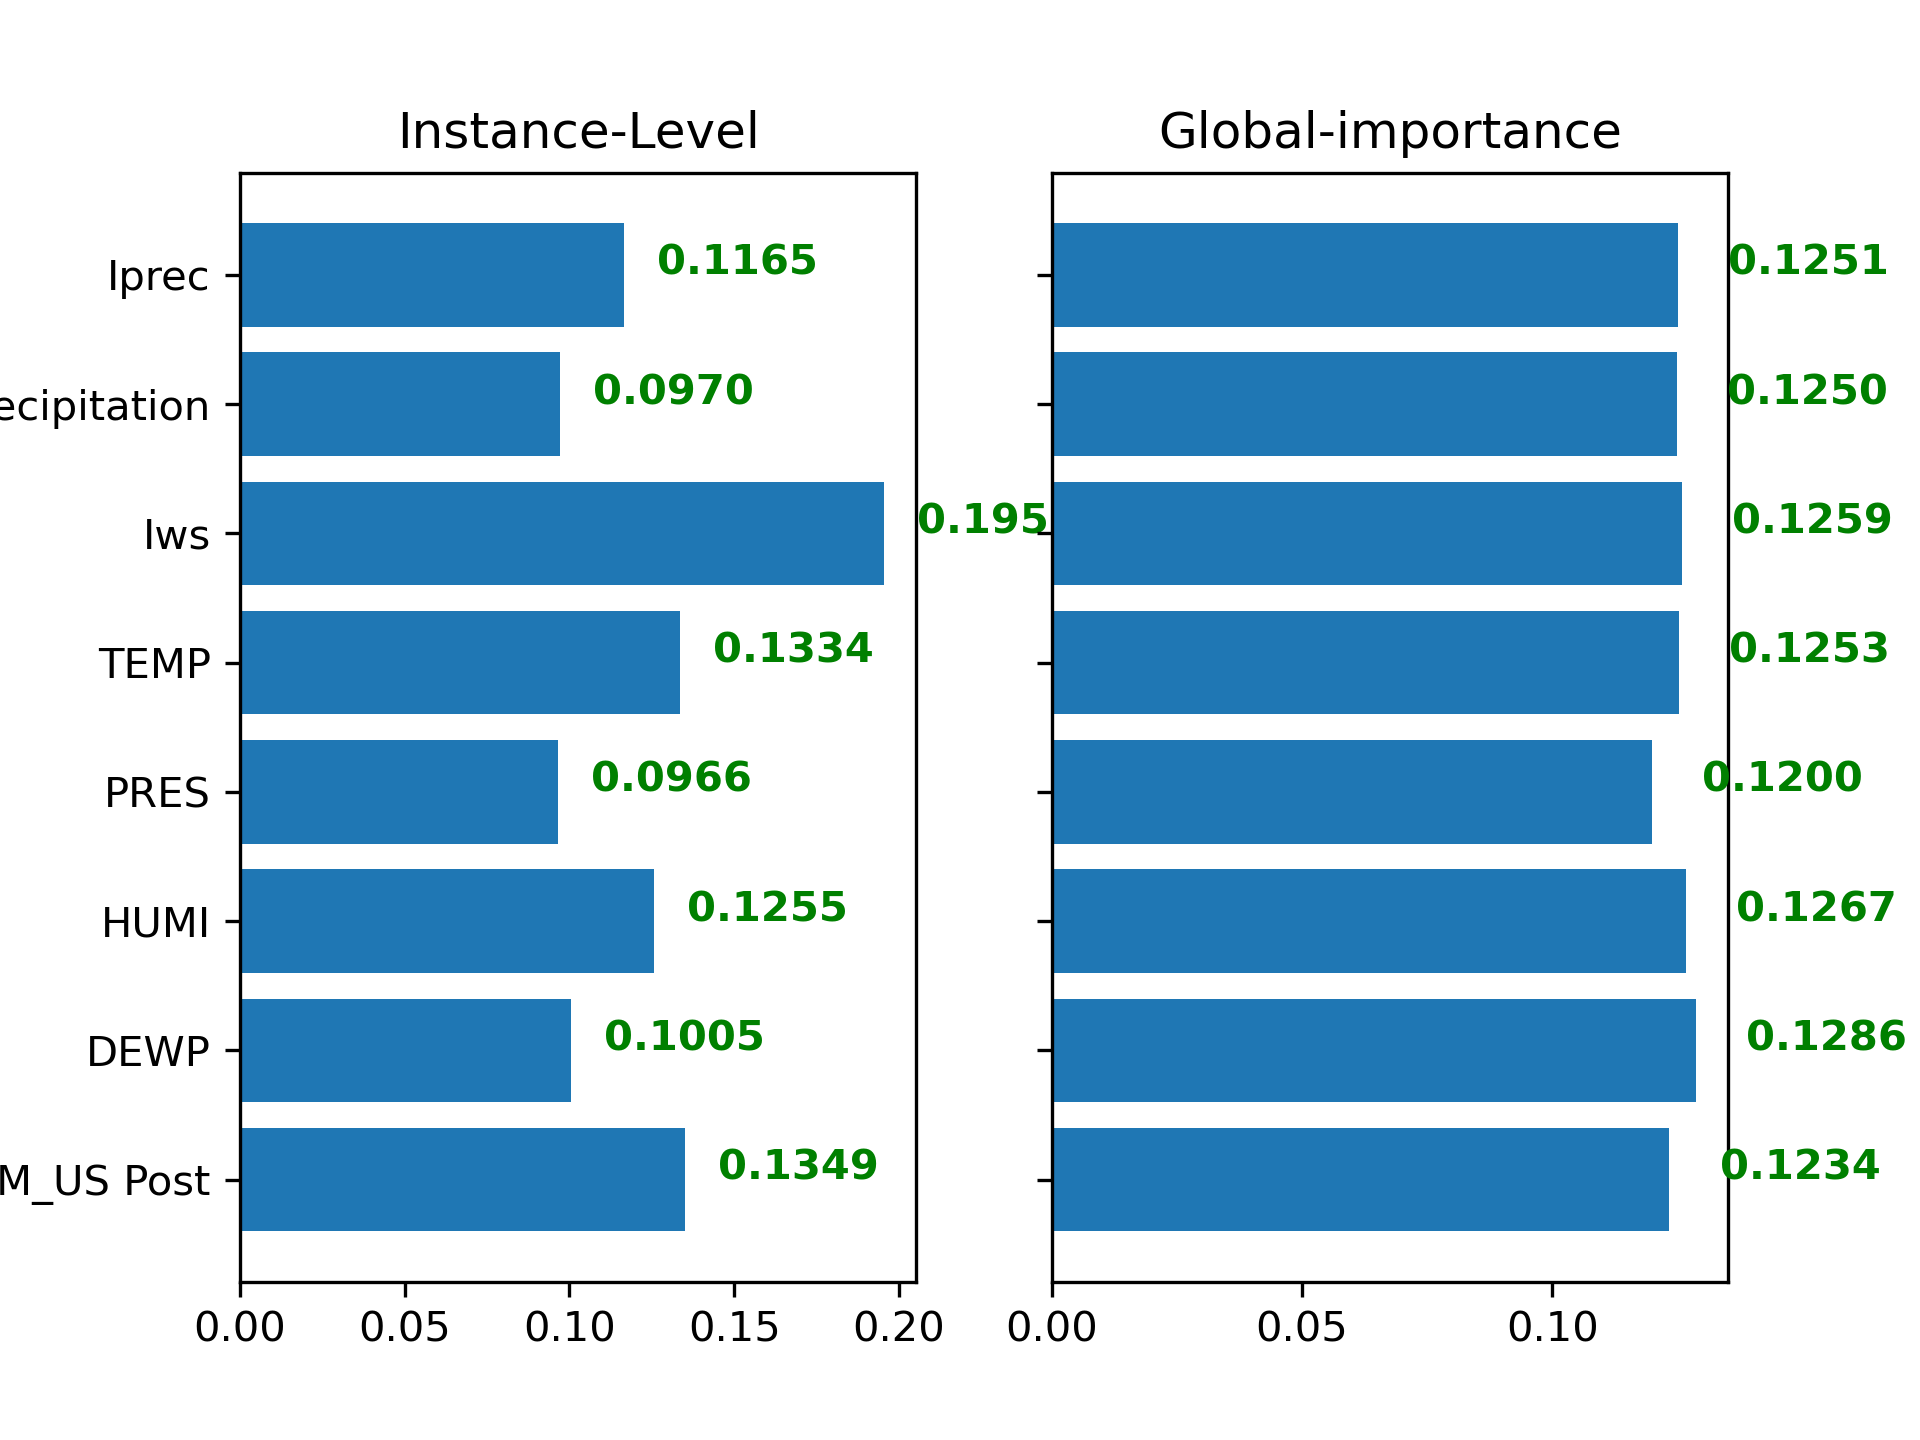 Instance-Level
Global-importance
Iprec
0.1165
0.1251
ecipitation
0.0970
0.1250
Iws
0.195
0.1259
TEMP
0.1334
0.1253
PRES
0.0966
0.1200
HUMI
0.1255
0.1267
DEWP
0.1005
0.1286
M_US Post
0.1349
0.1234
0.00 0.05 0.10 0.15 0.20
0.00 0.05 0.10